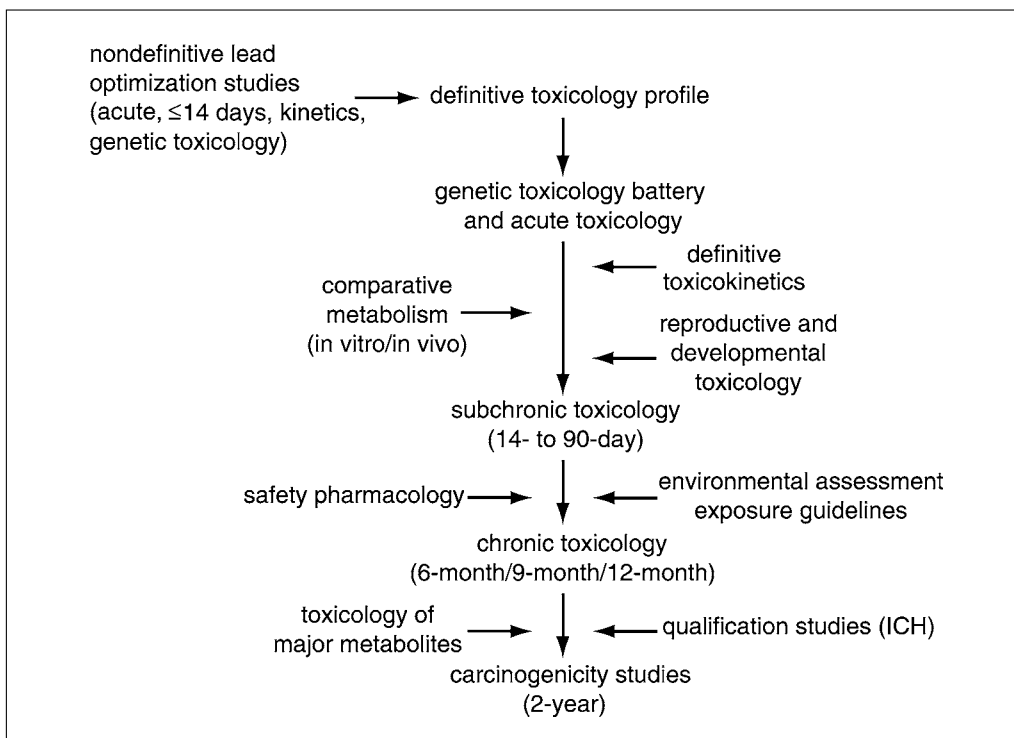 nondefinitive lead
optimization studies
(acute, ≤14 days, kinetics,
genetic toxicology)
definitive toxicology profile
genetic toxicology battery
and acute toxicology
definitive
toxicokinetics
comparative
metabolism
(in vitro/in vivo)
reproductive and
developmental
toxicology
subchronic toxicology
(14- to 90-day)
safety pharmacology
environmental assessment
exposure guidelines
chronic toxicology
(6-month/9-month/12-month)
toxicology of
major metabolites
qualification studies (ICH)
carcinogenicity studies
(2-year)